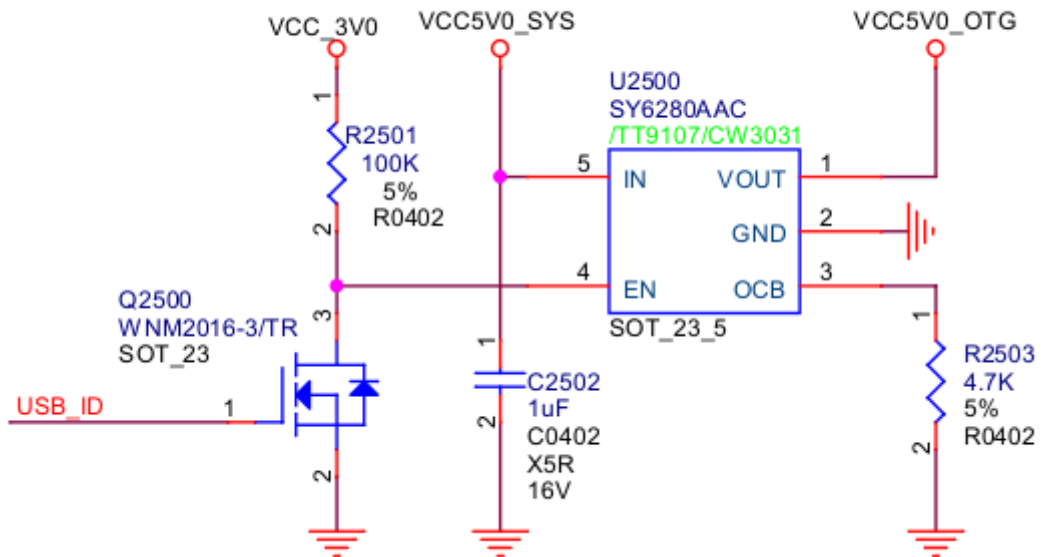 VCC_3V0
VCC5V0_SYS
VCC5V0_OTG
U2500
SY6280AAC
/TT9107/CW3031
1
R2501
100K
5%
R0402
2
5
IN
VOUT
1
GND
2
4
EN
OCB
3
SOT_23_5
Q2500
WNM2016-3/TR
SOT_23
3
USB_ID
1
2
1
C2502
1uF
C0402
X5R
16V
2
1
R2503
4.7K
5%
R0402
2